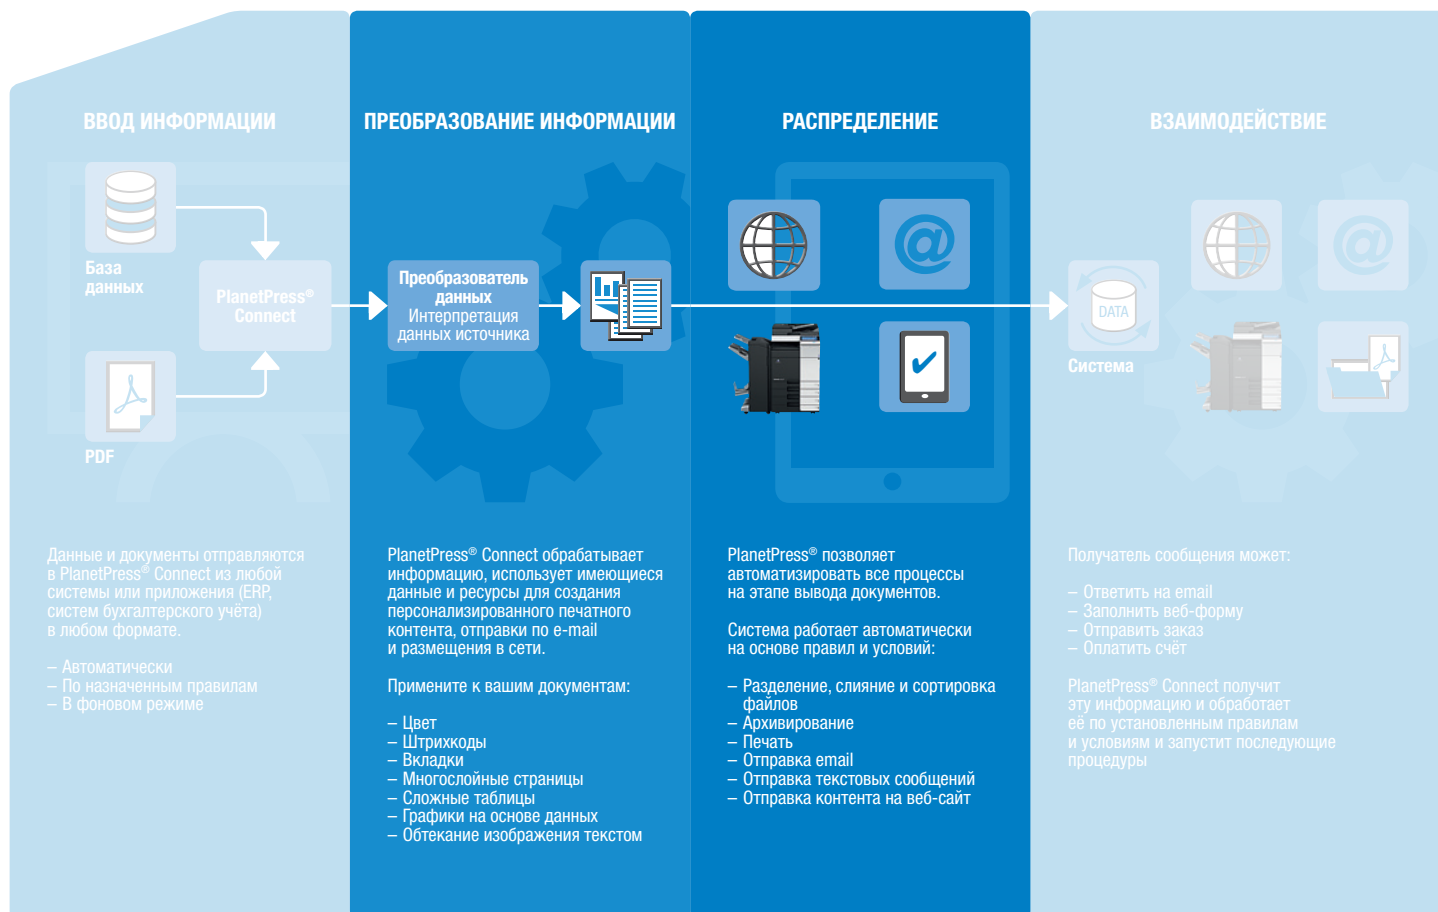 ВВОД ИНФОРМАЦИИ
База
данных
PlanetPress®
Connect
PDF
Данные и документы отправляются
в PlanetPress® Connect из любой
системы или приложения (ERP,
систем бухгалтерского учёта)
в любом формате.
– Автоматически
– По назначенным правилам
– В фоновом режиме
ПРЕОБРАЗОВАНИЕ ИНФОРМАЦИИ
Преобразователь
данных
Интерпретация
данных источника
PlanetPress® Connect обрабатывает
информацию, использует имеющиеся
данные и ресурсы для создания
персонализированного печатного
контента, отправки по e-mail
и размещения в сети.
Примените к вашим документам:
– Цвет
– Штрихкоды
– Вкладки
– Многослойные страницы
– Сложные таблицы
– Графики на основе данных
– Обтекание изображения текстом
РАСПРЕДЕЛЕНИЕ
@
PlanetPress® позволяет
автоматизировать все процессы
на этапе вывода документов.
Система работает автоматически
на основе правил и условий:
– Разделение, слияние и сортировка
файлов
– Архивирование
– Печать
– Отправка email
– Отправка текстовых сообщений
– Отправка контента на веб-сайт
ВЗАИМОДЕЙСТВИЕ
DATA
Система
@
Получатель сообщения может:
– Ответить на email
– Заполнить веб-форму
– Отправить заказ
– Оплатить счёт
PlanetPress® Connect получит
эту информацию и обработает
её по установленным правилам
и условиям и запустит последующие
процедуры